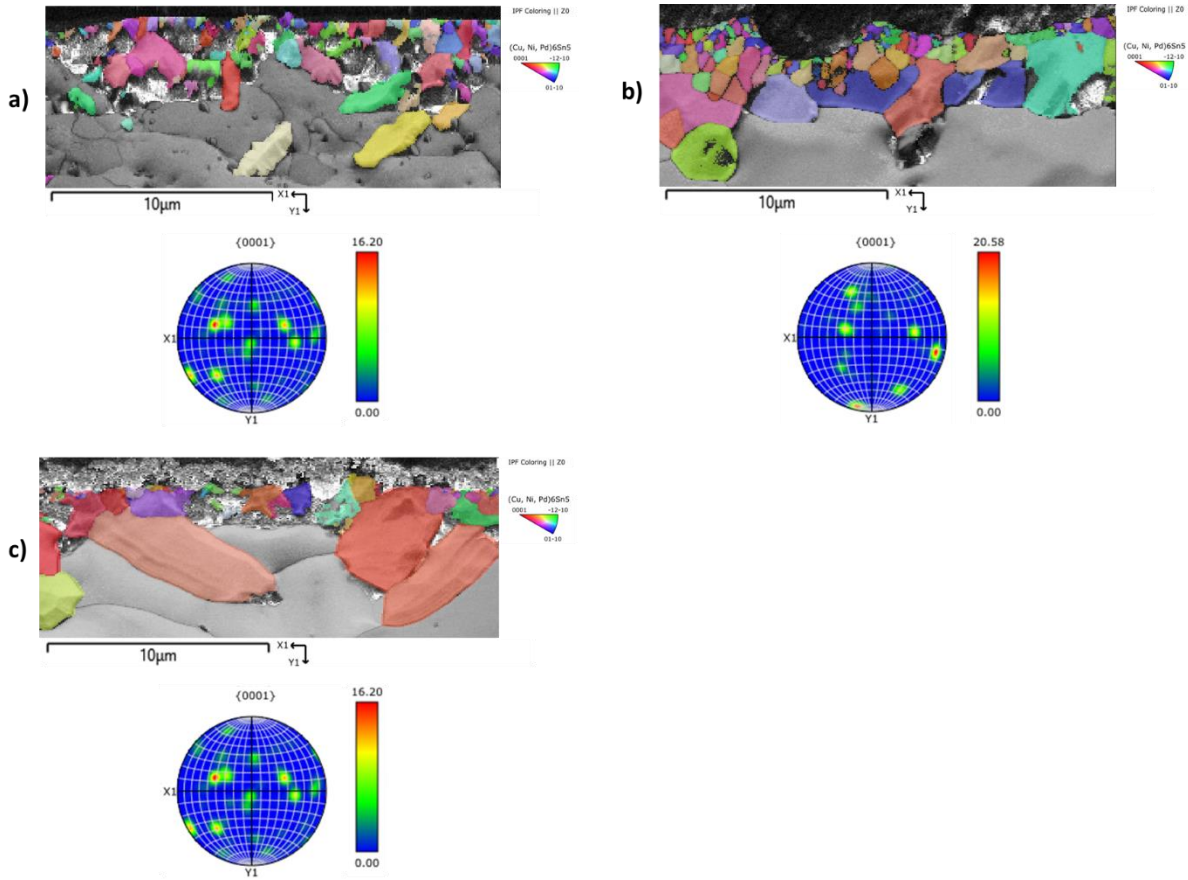 a)
IPF Coloring || Z0
(Cu, Ni, Pd)6Sn5
0001 -12-10
01-10
10μm
X1
Y1
{0001}
16.20
X1
0.00
Y1
b)
IPF Coloring || Z0
(Cu, Ni, Pd)6Sn5
0001 -12-10
01-10
10μm
X1
Y1
{0001}
20.58
X1
0.00
Y1
c)
IPF Coloring || Z0
(Cu, Ni, Pd)6Sn5
0001 -12-10
01-10
10μm
X1
Y1
{0001}
16.20
X1
0.00
Y1